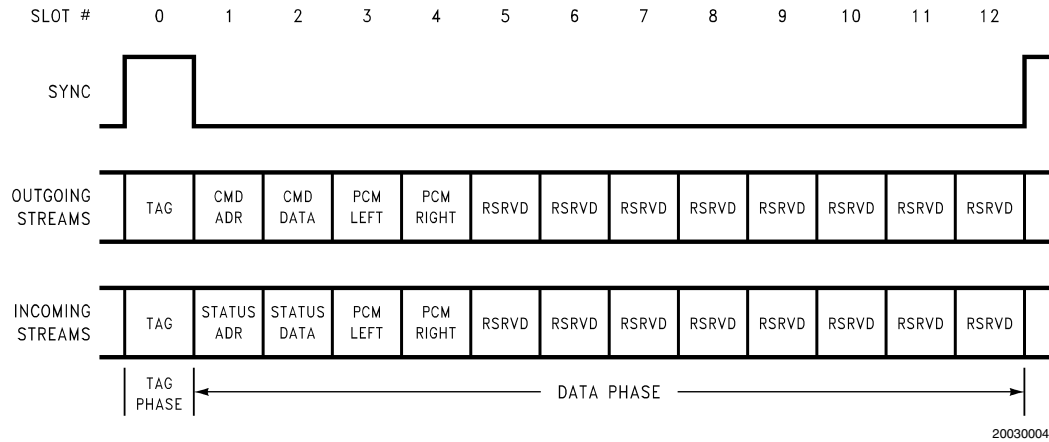 SLOT # 0 1 2 3 4 5 6 7 8 9 10 11 12
SYNC
OUTGOING STREAMS
TAG
CMD ADR
CMD DATA
PCM LEFT
PCM RIGHT
RSRVD RSRVD RSRVD RSRVD RSRVD RSRVD RSRVD RSRVD
INCOMING STREAMS
TAG
STATUS ADR
STATUS DATA
PCM LEFT
PCM RIGHT
RSRVD RSRVD RSRVD RSRVD RSRVD RSRVD RSRVD RSRVD
TAG PHASE
DATA PHASE
20030004